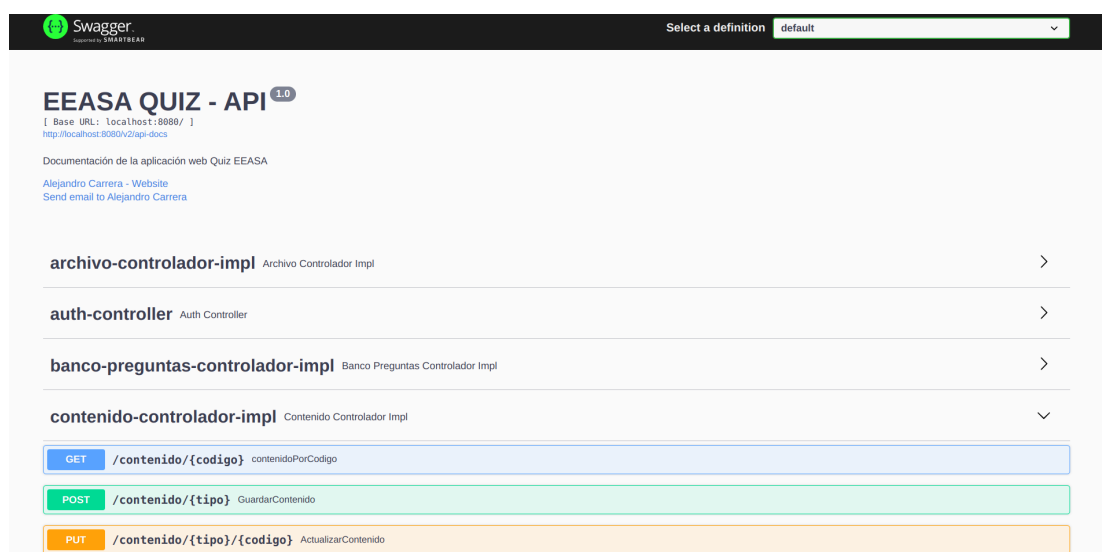 Swagger.
Supported by SMARTBEAR
Select a definition default
EEASA QUIZ - API 1.0
[ Base URL: localhost:8080/ ]
http://localhost:8080/v2/api-docs
Documentación de la aplicación web Quiz EEASA
Alejandro Carrera - Website
Send email to Alejandro Carrera
archivo-controlador-impl Archivo Controlador Impl
auth-controller Auth Controller
banco-preguntas-controlador-impl Banco Preguntas Controlador Impl
contenido-controlador-impl Contenido Controlador Impl
GET /contenido/{codigo} contenidoPorCodigo
POST /contenido/{tipo} GuardarContenido
PUT /contenido/{tipo}/{codigo} ActualizarContenido